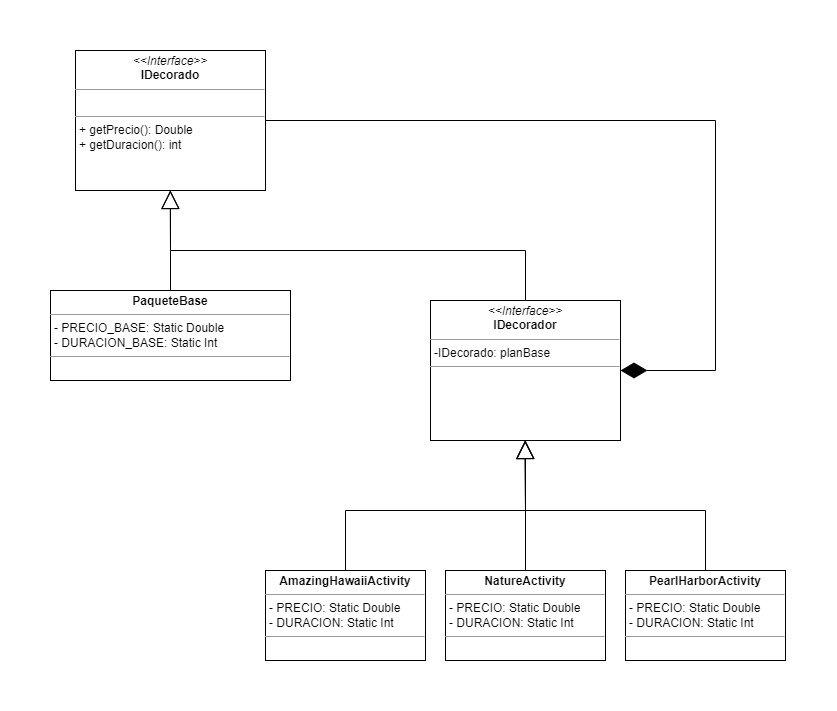 <<Interface>>
IDecorado
+ getPrecio(): Double
+ getDuracion(): int
PaqueteBase
- PRECIO_BASE: Static Double
- DURACION_BASE: Static Int
<<Interface>>
IDecorador
-IDecorado: planBase
AmazingHawaiiActivity
- PRECIO: Static Double
- DURACION: Static Int
NatureActivity
- PRECIO: Static Double
- DURACION: Static Int
PearlHarborActivity
- PRECIO: Static Double
- DURACION: Static Int